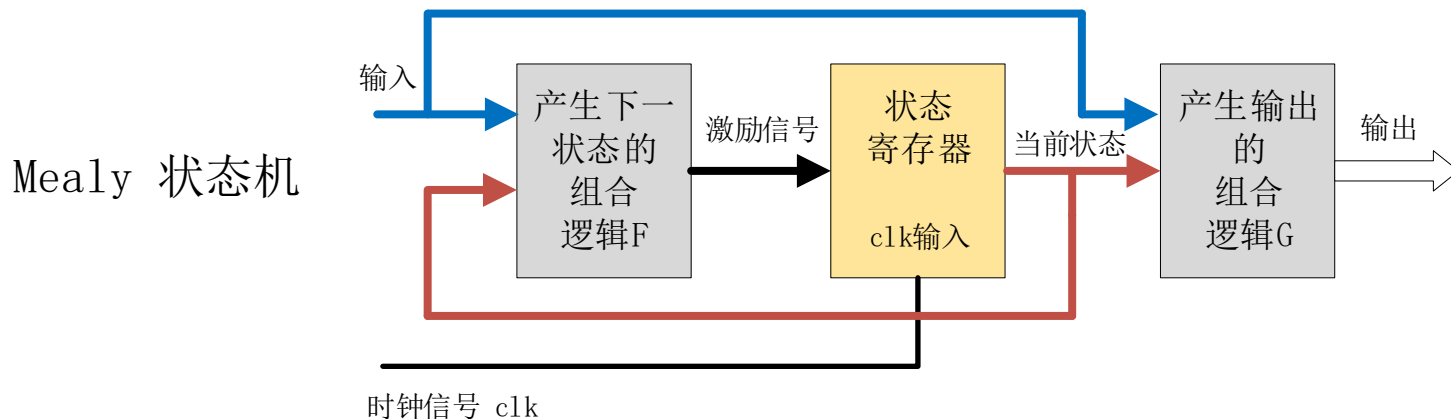 Mealy 状态机
输入
产生下一
状态的
组合
逻辑F
激励信号
状态
寄存器
clk输入
当前状态
产生输出
的
组合
逻辑G
输出
时钟信号 clk